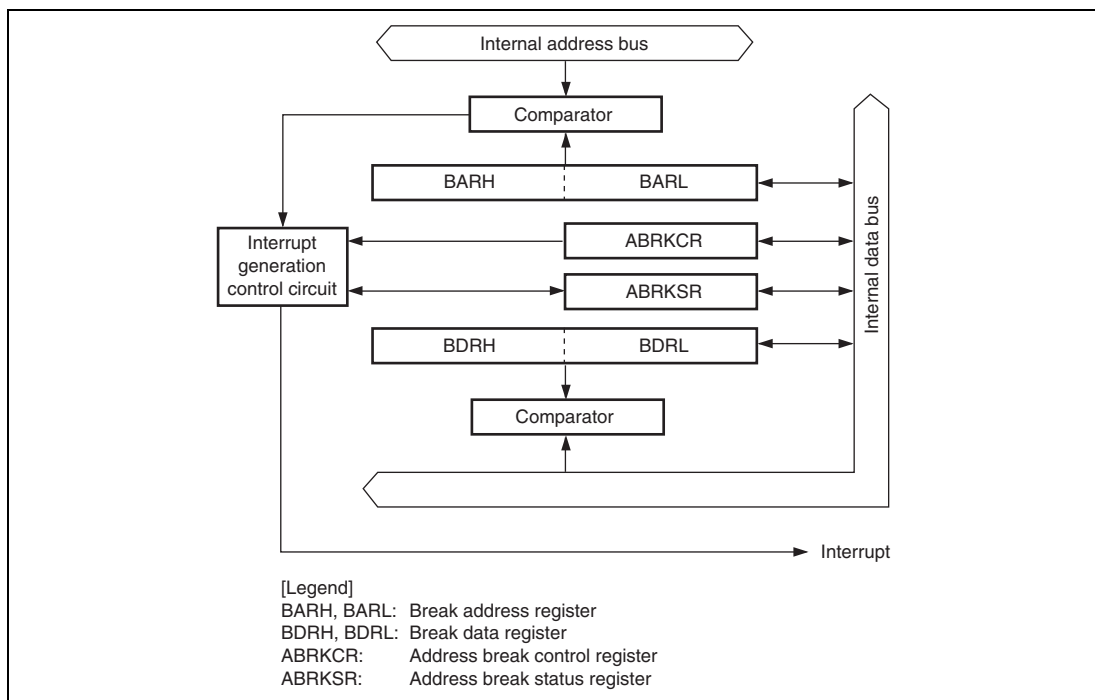 Internal address bus
Comparator
BARH BARL
ABRKCR
Interrupt
generation
control circuit
ABRKSR
Internal data bus
BDRH BDRL
Comparator
Interrupt
[Legend]
BARH, BARL: Break address register
BDRH, BDRL: Break data register
ABRKCR: Address break control register
ABRKSR: Address break status register